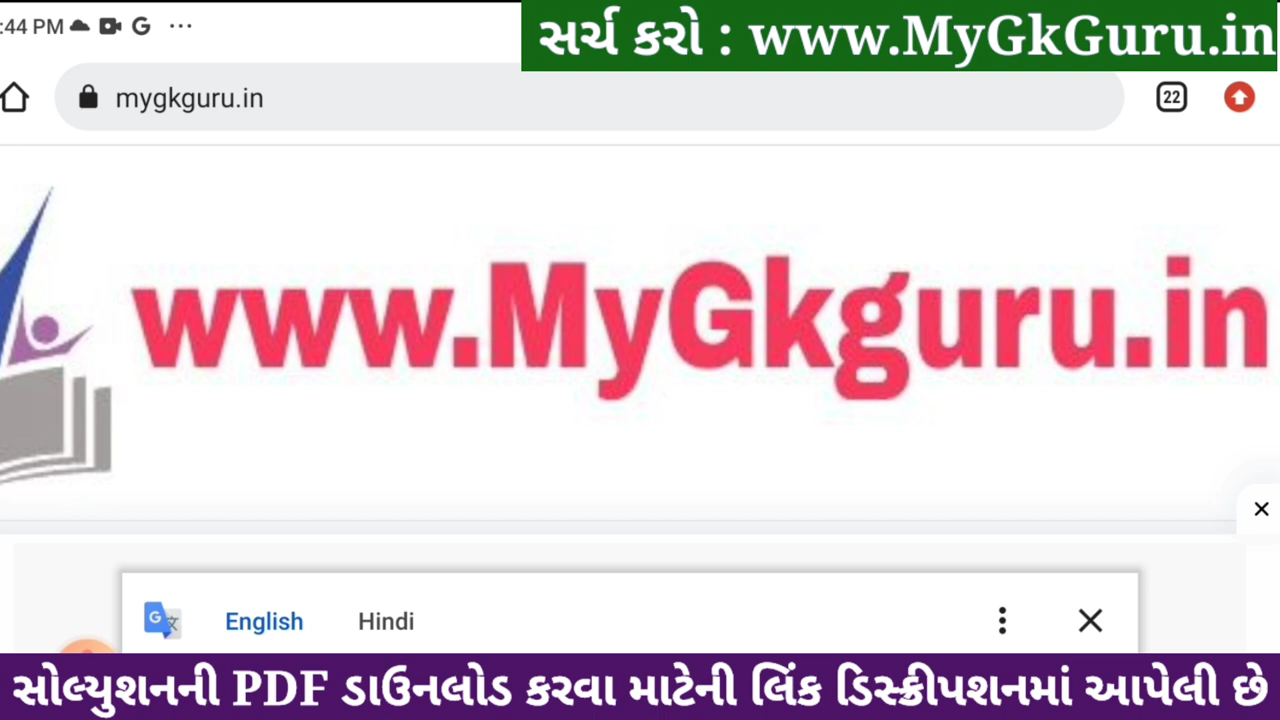 :44 PM G ...
સર્ચ કરો : www.MyGkGuru.in
mygkguru.in
22
www.MyGkguru.in
G 文
English Hindi
સોલ્યુશનની PDF ડાઉનલોડ કરવા માટેની લિંક ડિસ્ક્રીપશનમાં આપેલી છે